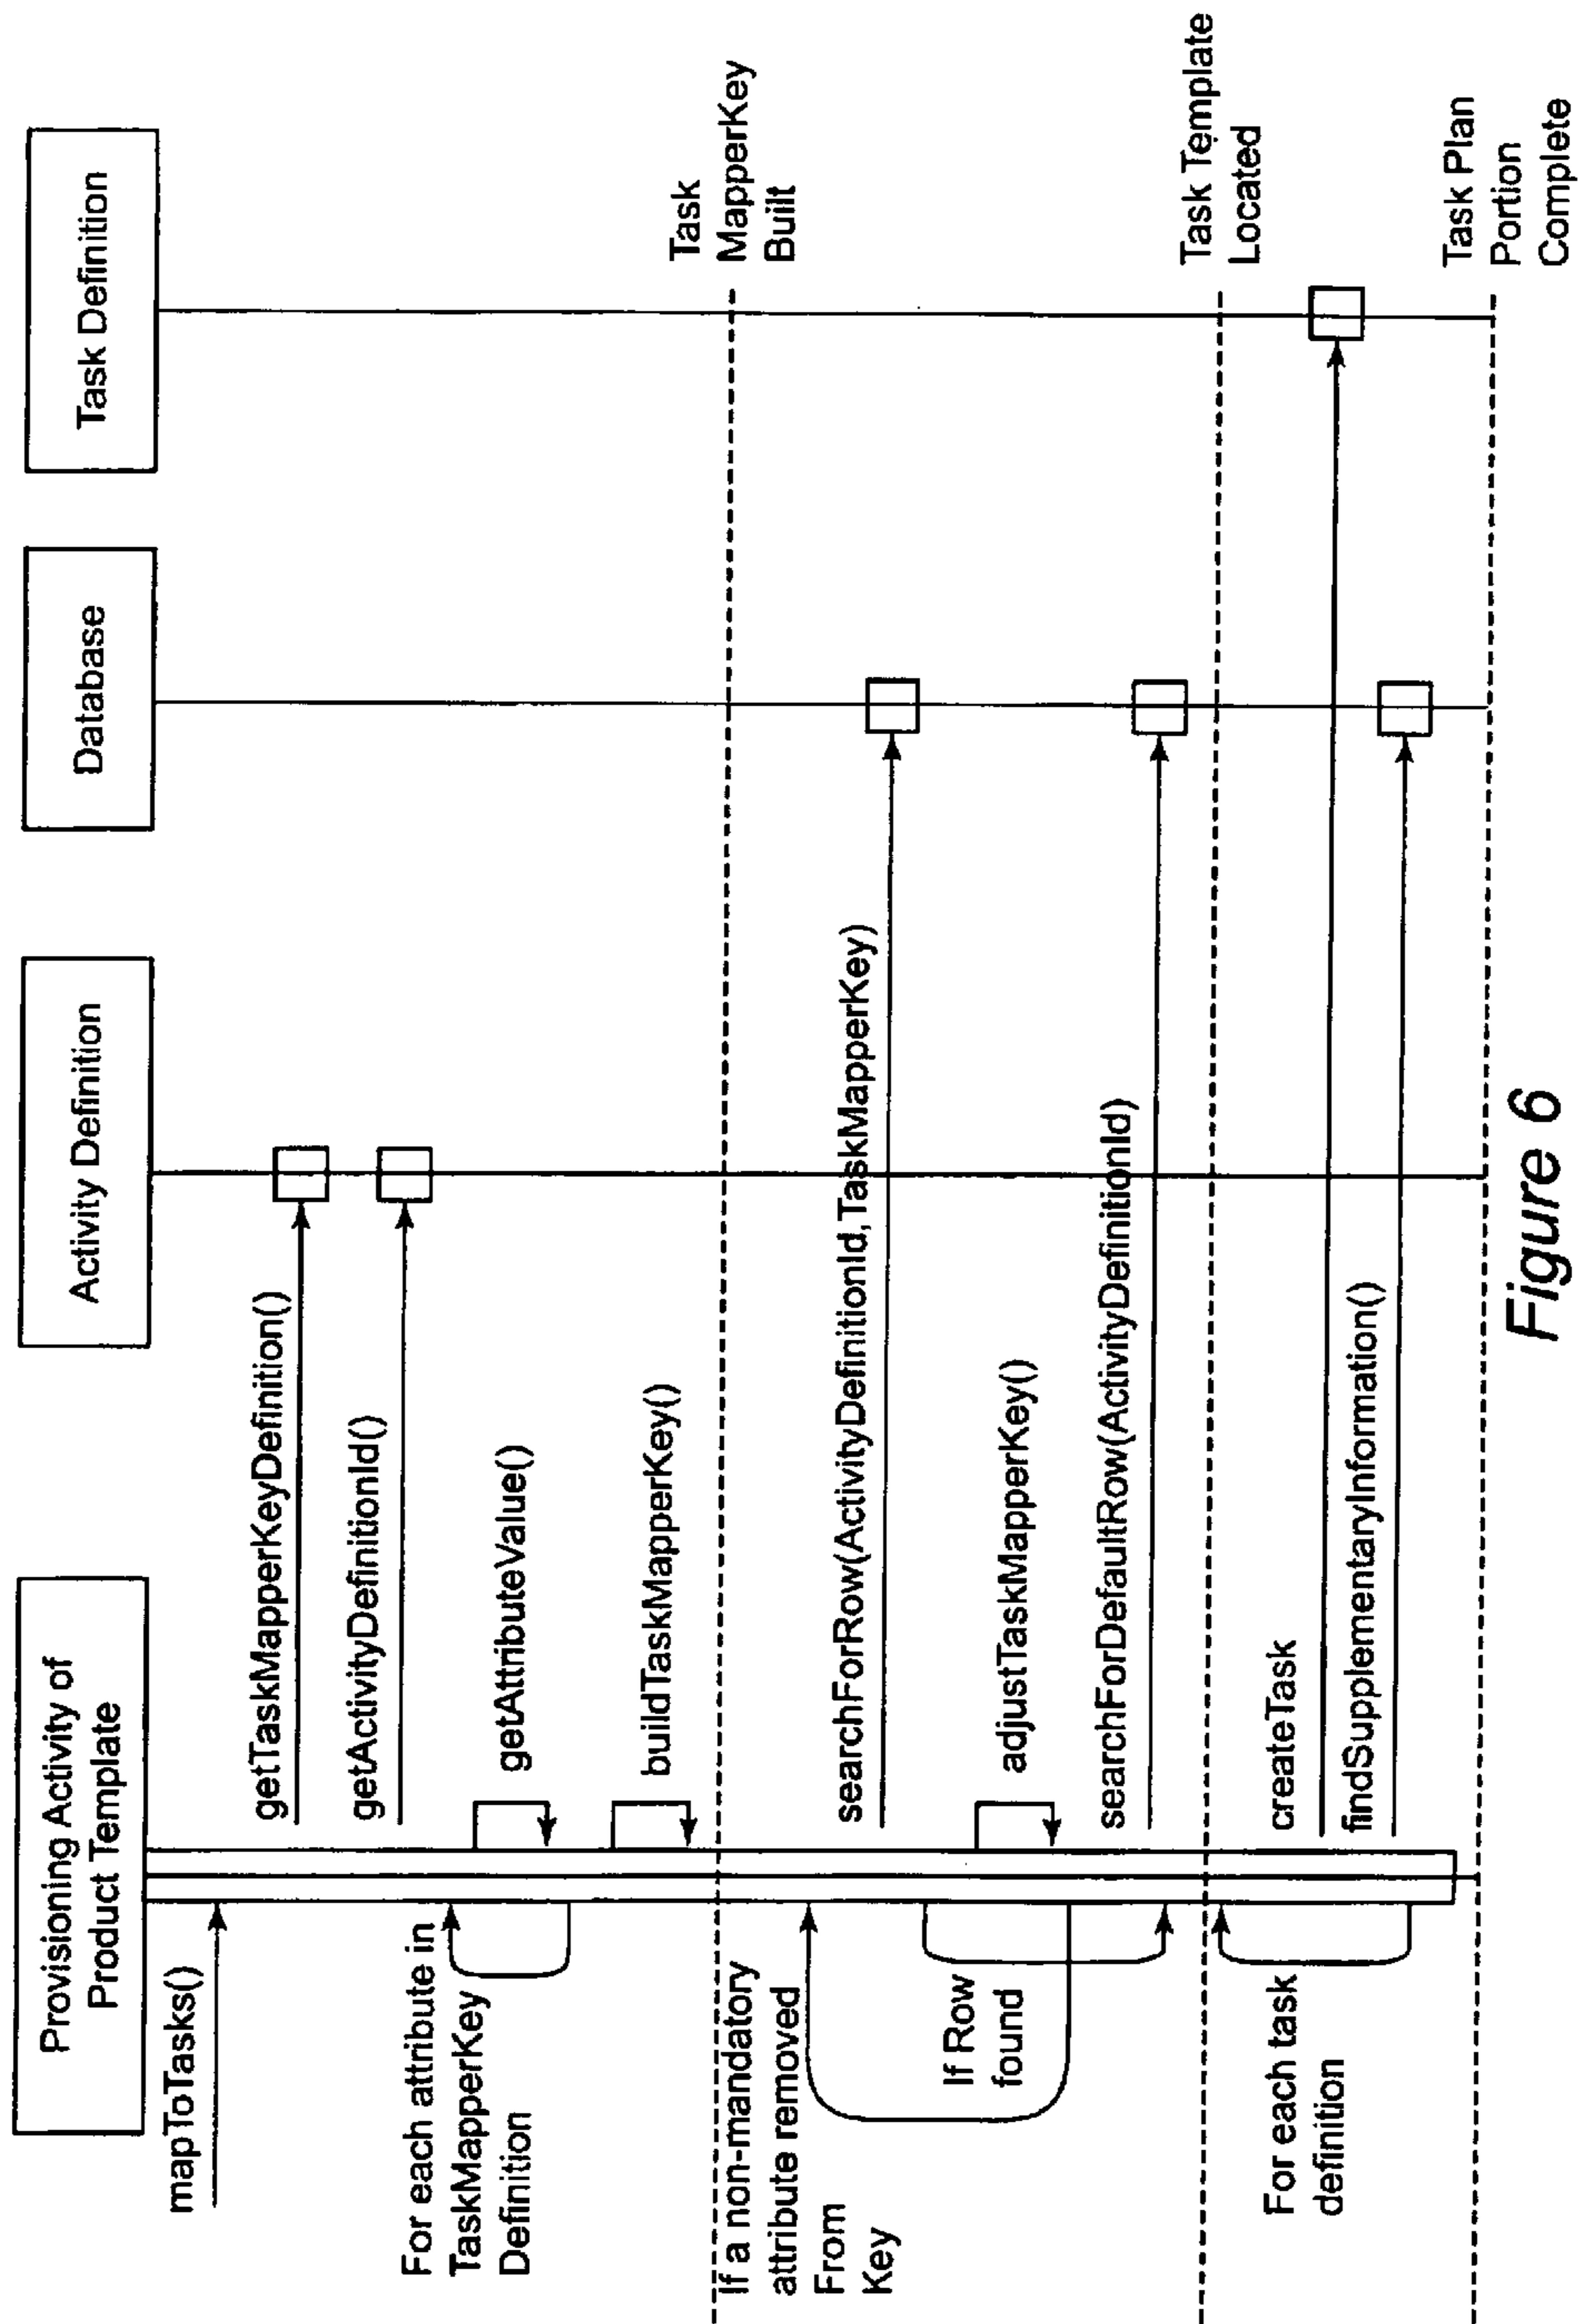 Provisioning Activity of
Product Template
Activity Definition
Database
Task Definition
mapToTasks()
getTaskMapperKeyDefinition()
getActivityDefinitionId()
For each attribute in
TaskMapperKey
Definition
getAttributeValue()
buildTaskMapperKey()
Task
MapperKey
Built
If a non-mandatory
attribute removed
From
Key
searchForRow(ActivityDefinitionId,TaskMapperKey)
If Row
found
adjustTaskMapperKey()
searchForDefaultRow(ActivityDefinitionId)
Task Template
Located
For each task
definition
createTask
findSupplementaryInformation()
Task Plan
Portion
Complete
Figure 6